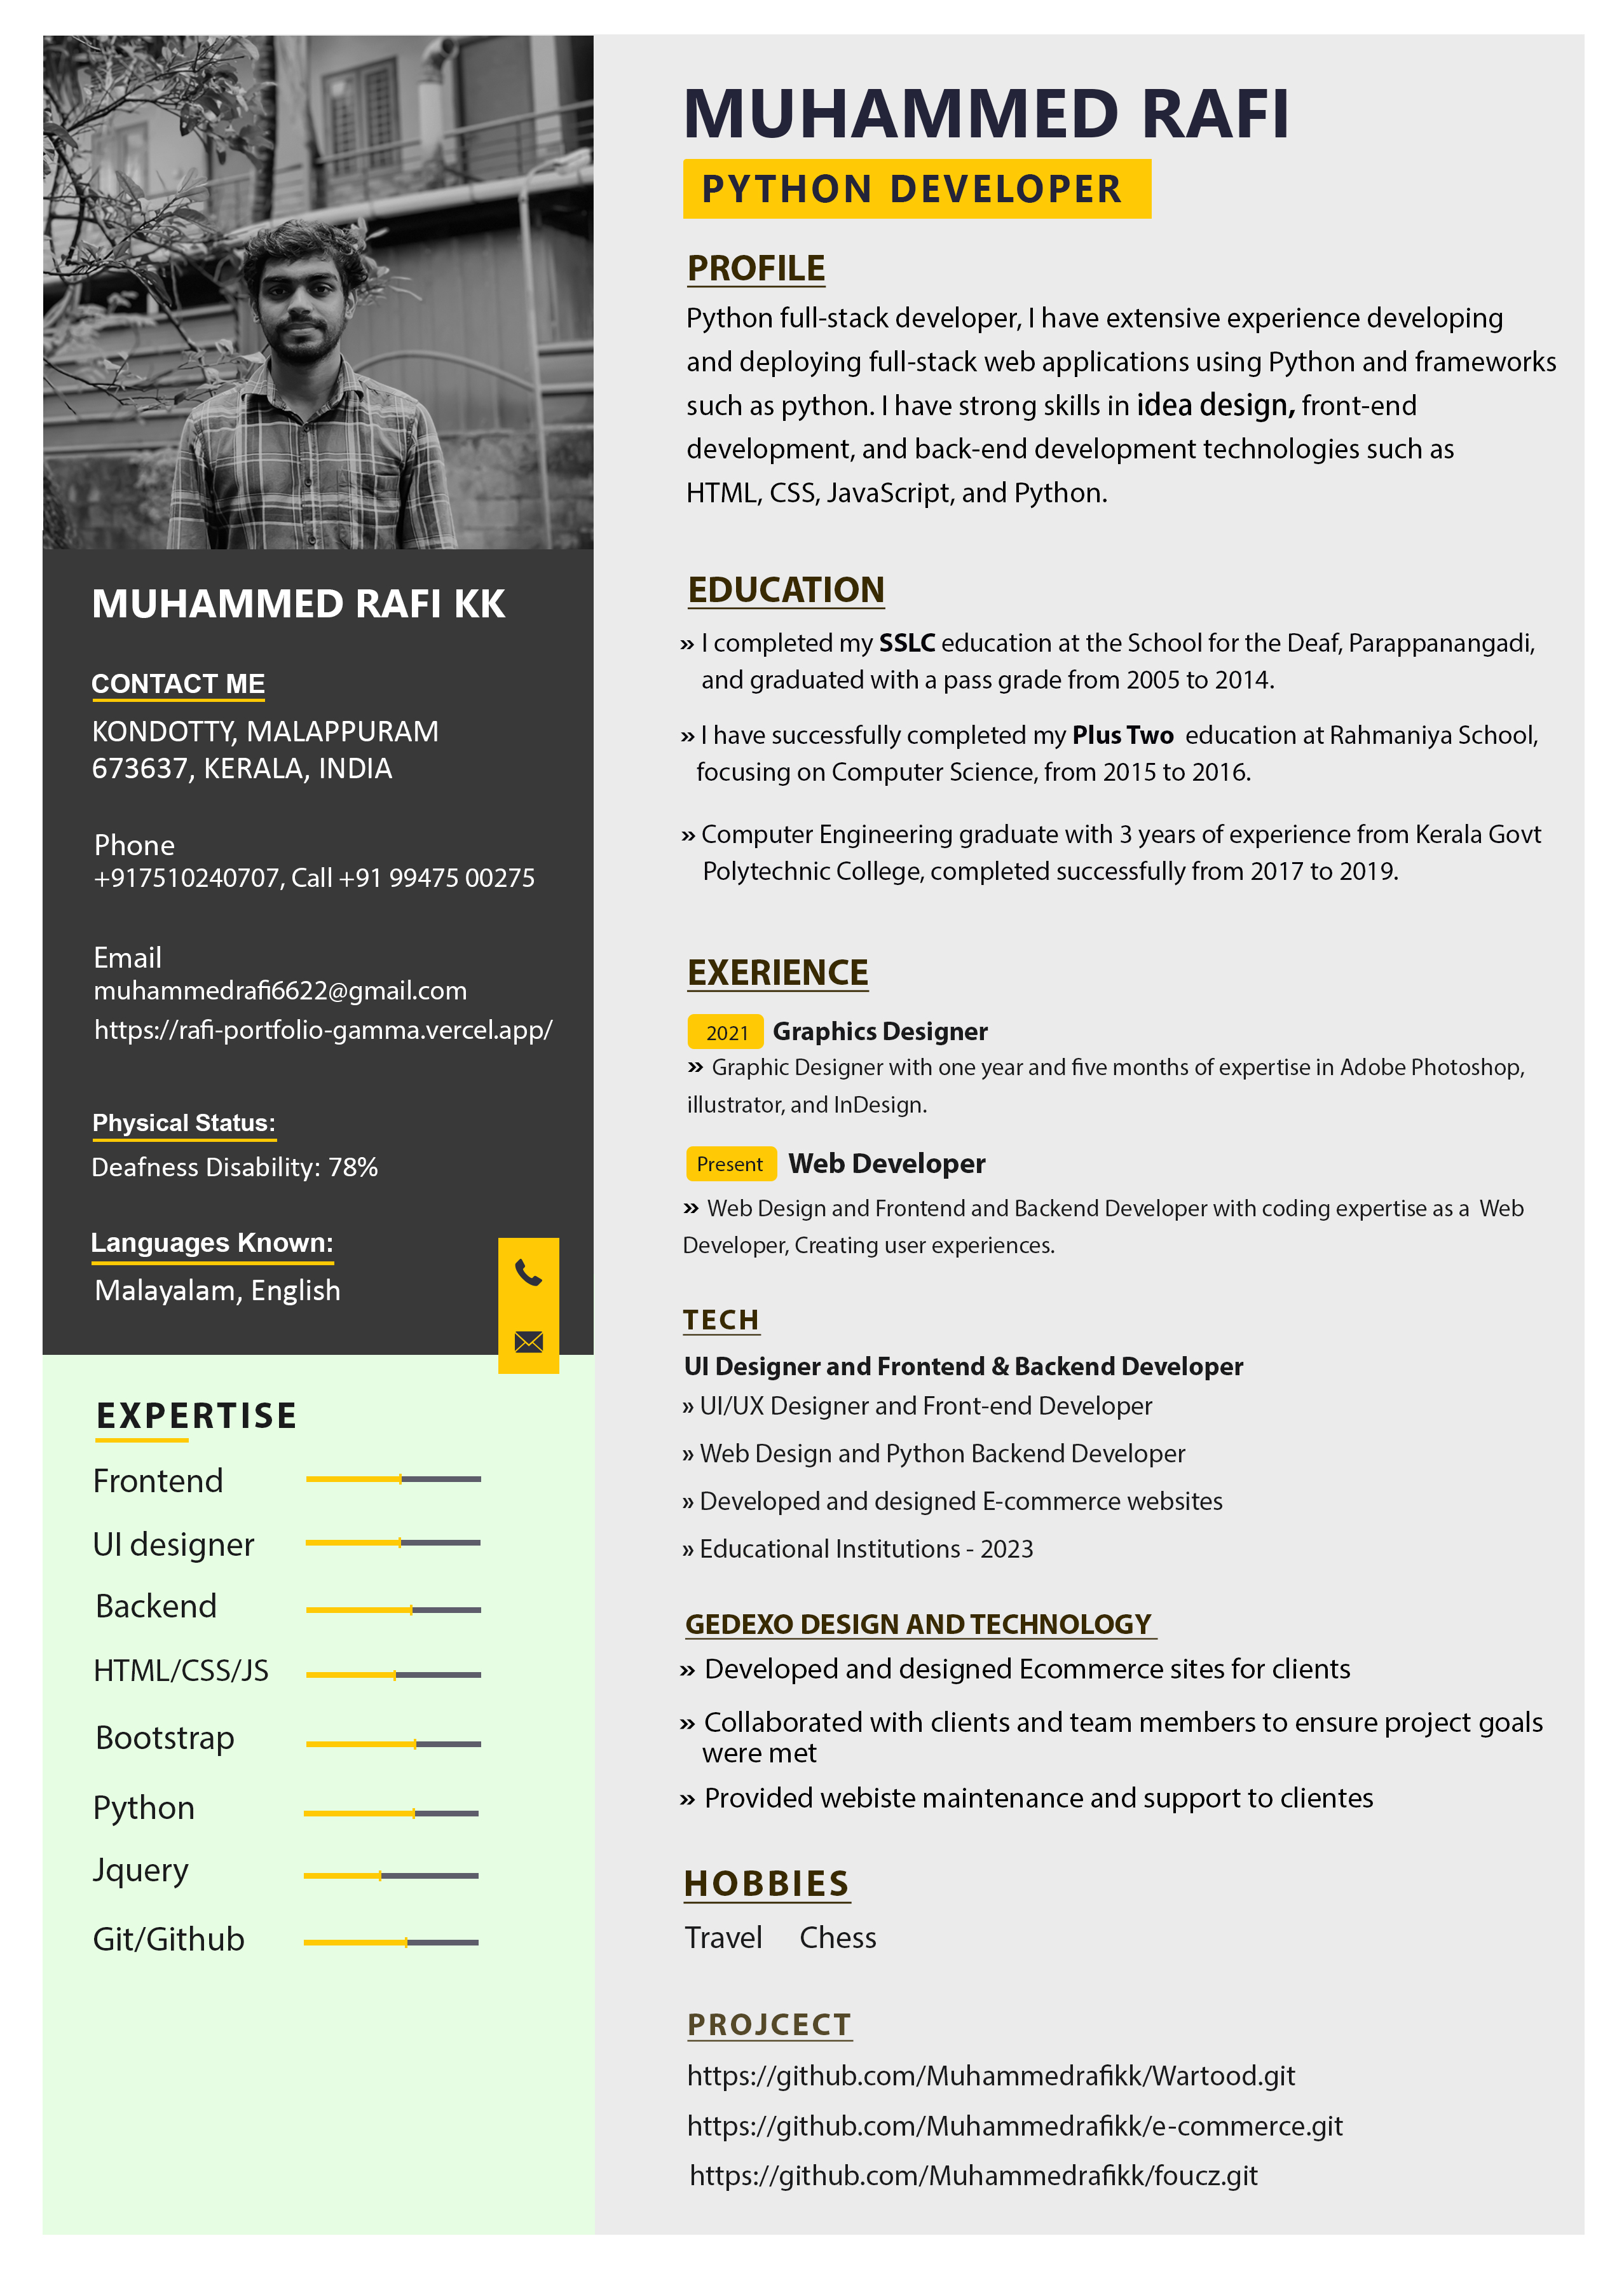 MUHAMMED RAFI KK
CONTACT ME
KONDOTTY, MALAPPURAM
673637, KERALA, INDIA
Phone
+917510240707, Call +91 99475 00275
Email
muhammedrafi6622@gmail.com
https://rafi-portfolio-gamma.vercel.app/
Physical Status:
Deafness Disability: 78%
Languages Known:
Malayalam, English
EXPERTISE
Frontend
UI designer
Backend
HTML/CSS/JS
Bootstrap
Python
Jquery
Git/Github
MUHAMMED RAFI
PYTHON DEVELOPER
PROFILE
Python full-stack developer, I have extensive experience developing
and deploying full-stack web applications using Python and frameworks
such as python. I have strong skills in idea design, front-end
development, and back-end development technologies such as
HTML, CSS, JavaScript, and Python.
EDUCATION
» I completed my SSLC education at the School for the Deaf, Parappanangadi,
and graduated with a pass grade from 2005 to 2014.
» I have successfully completed my Plus Two education at Rahmaniya School,
focusing on Computer Science, from 2015 to 2016.
» Computer Engineering graduate with 3 years of experience from Kerala Govt
Polytechnic College, completed successfully from 2017 to 2019.
EXERIENCE
2021 Graphics Designer
» Graphic Designer with one year and five months of expertise in Adobe Photoshop,
illustrator, and InDesign.
Present Web Developer
» Web Design and Frontend and Backend Developer with coding expertise as a Web
Developer, Creating user experiences.
TECH
UI Designer and Frontend & Backend Developer
» UI/UX Designer and Front-end Developer
» Web Design and Python Backend Developer
» Developed and designed E-commerce websites
» Educational Institutions - 2023
GEDEXO DESIGN AND TECHNOLOGY
» Developed and designed Ecommerce sites for clients
» Collaborated with clients and team members to ensure project goals
were met
» Provided webiste maintenance and support to clientes
HOBBIES
Travel Chess
PROJCECT
https://github.com/Muhammedrafikk/Wartood.git
https://github.com/Muhammedrafikk/e-commerce.git
https://github.com/Muhammedrafikk/foucz.git